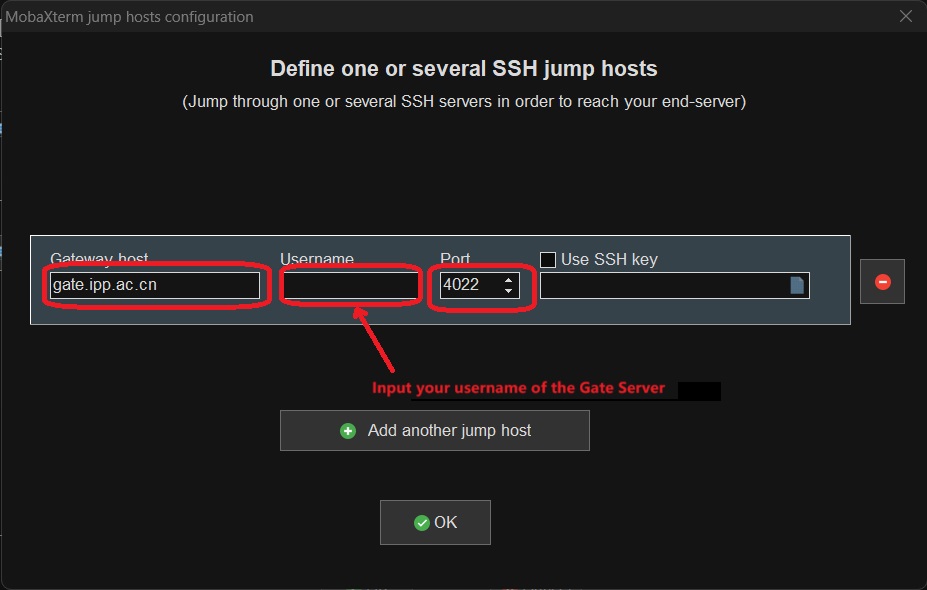 MobaXterm jump hosts configuration
Define one or several SSH jump hosts
(Jump through one or several SSH servers in order to reach your end-server)
Gateway host Username Port Use SSH key
gate.ipp.ac.cn 4022
Input your username of the Gate Server
Add another jump host
OK